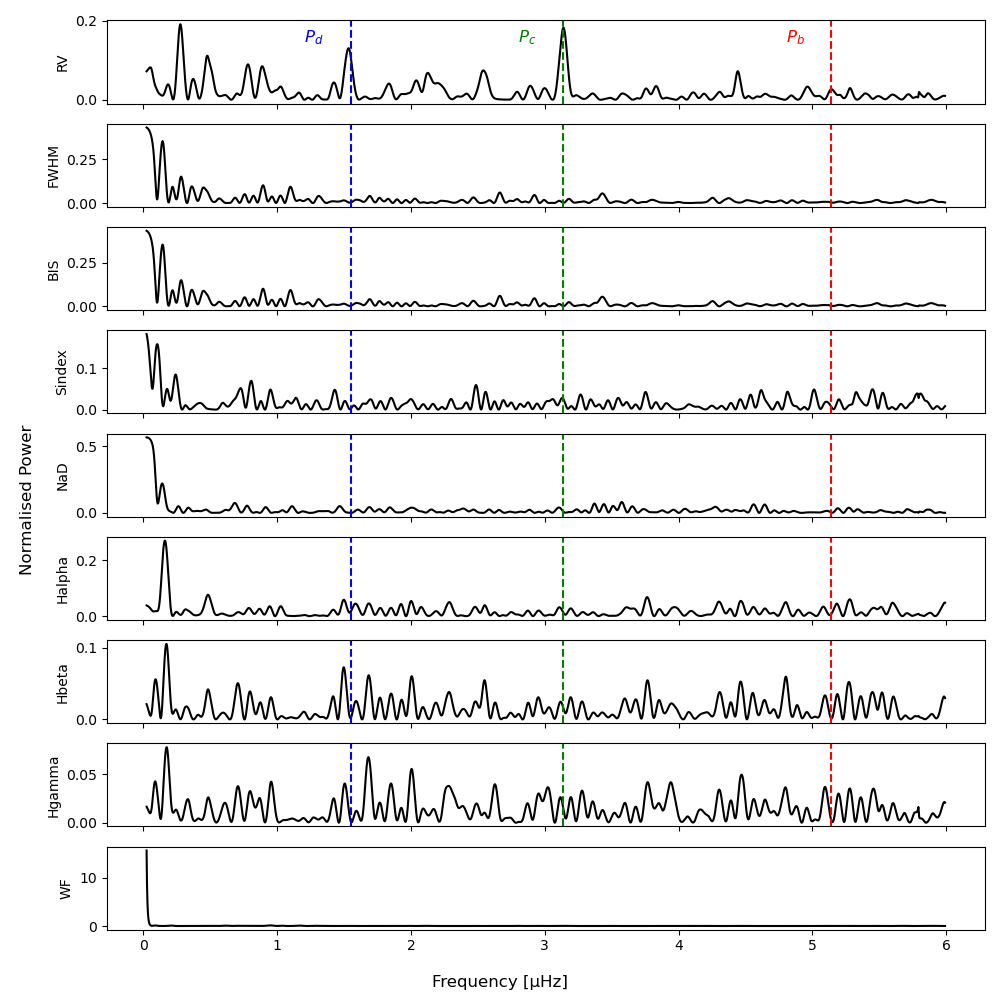 0.2
0.0
RV
P_d
P_c
P_b
0.25
0.00
FWHM
0.25
0.00
BIS
0.1
0.0
Sindex
0.5
0.0
NaD
0.2
0.0
Halpha
0.1
0.0
Hbeta
0.05
0.00
Hgamma
10
0
WF
0 1 2 3 4 5 6
Normalised Power
Frequency [μHz]